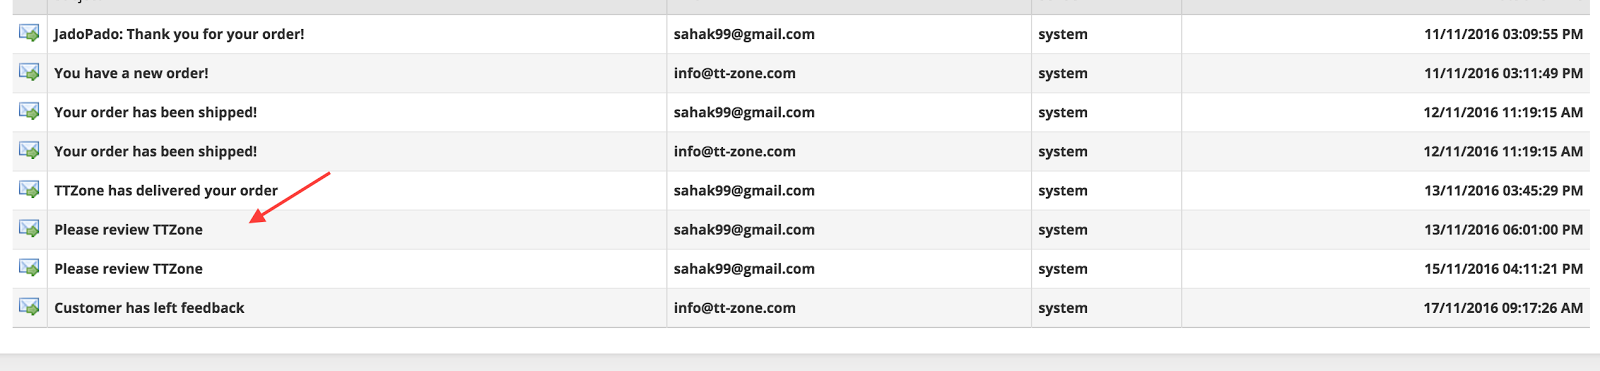 JadoPado: Thank you for your order! sahak99@gmail.com system 11/11/2016 03:09:55 PM
You have a new order! info@tt-zone.com system 11/11/2016 03:11:49 PM
Your order has been shipped! sahak99@gmail.com system 12/11/2016 11:19:15 AM
Your order has been shipped! info@tt-zone.com system 12/11/2016 11:19:15 AM
TTZone has delivered your order sahak99@gmail.com system 13/11/2016 03:45:29 PM
Please review TTZone sahak99@gmail.com system 13/11/2016 06:01:00 PM
Please review TTZone sahak99@gmail.com system 15/11/2016 04:11:21 PM
Customer has left feedback info@tt-zone.com system 17/11/2016 09:17:26 AM